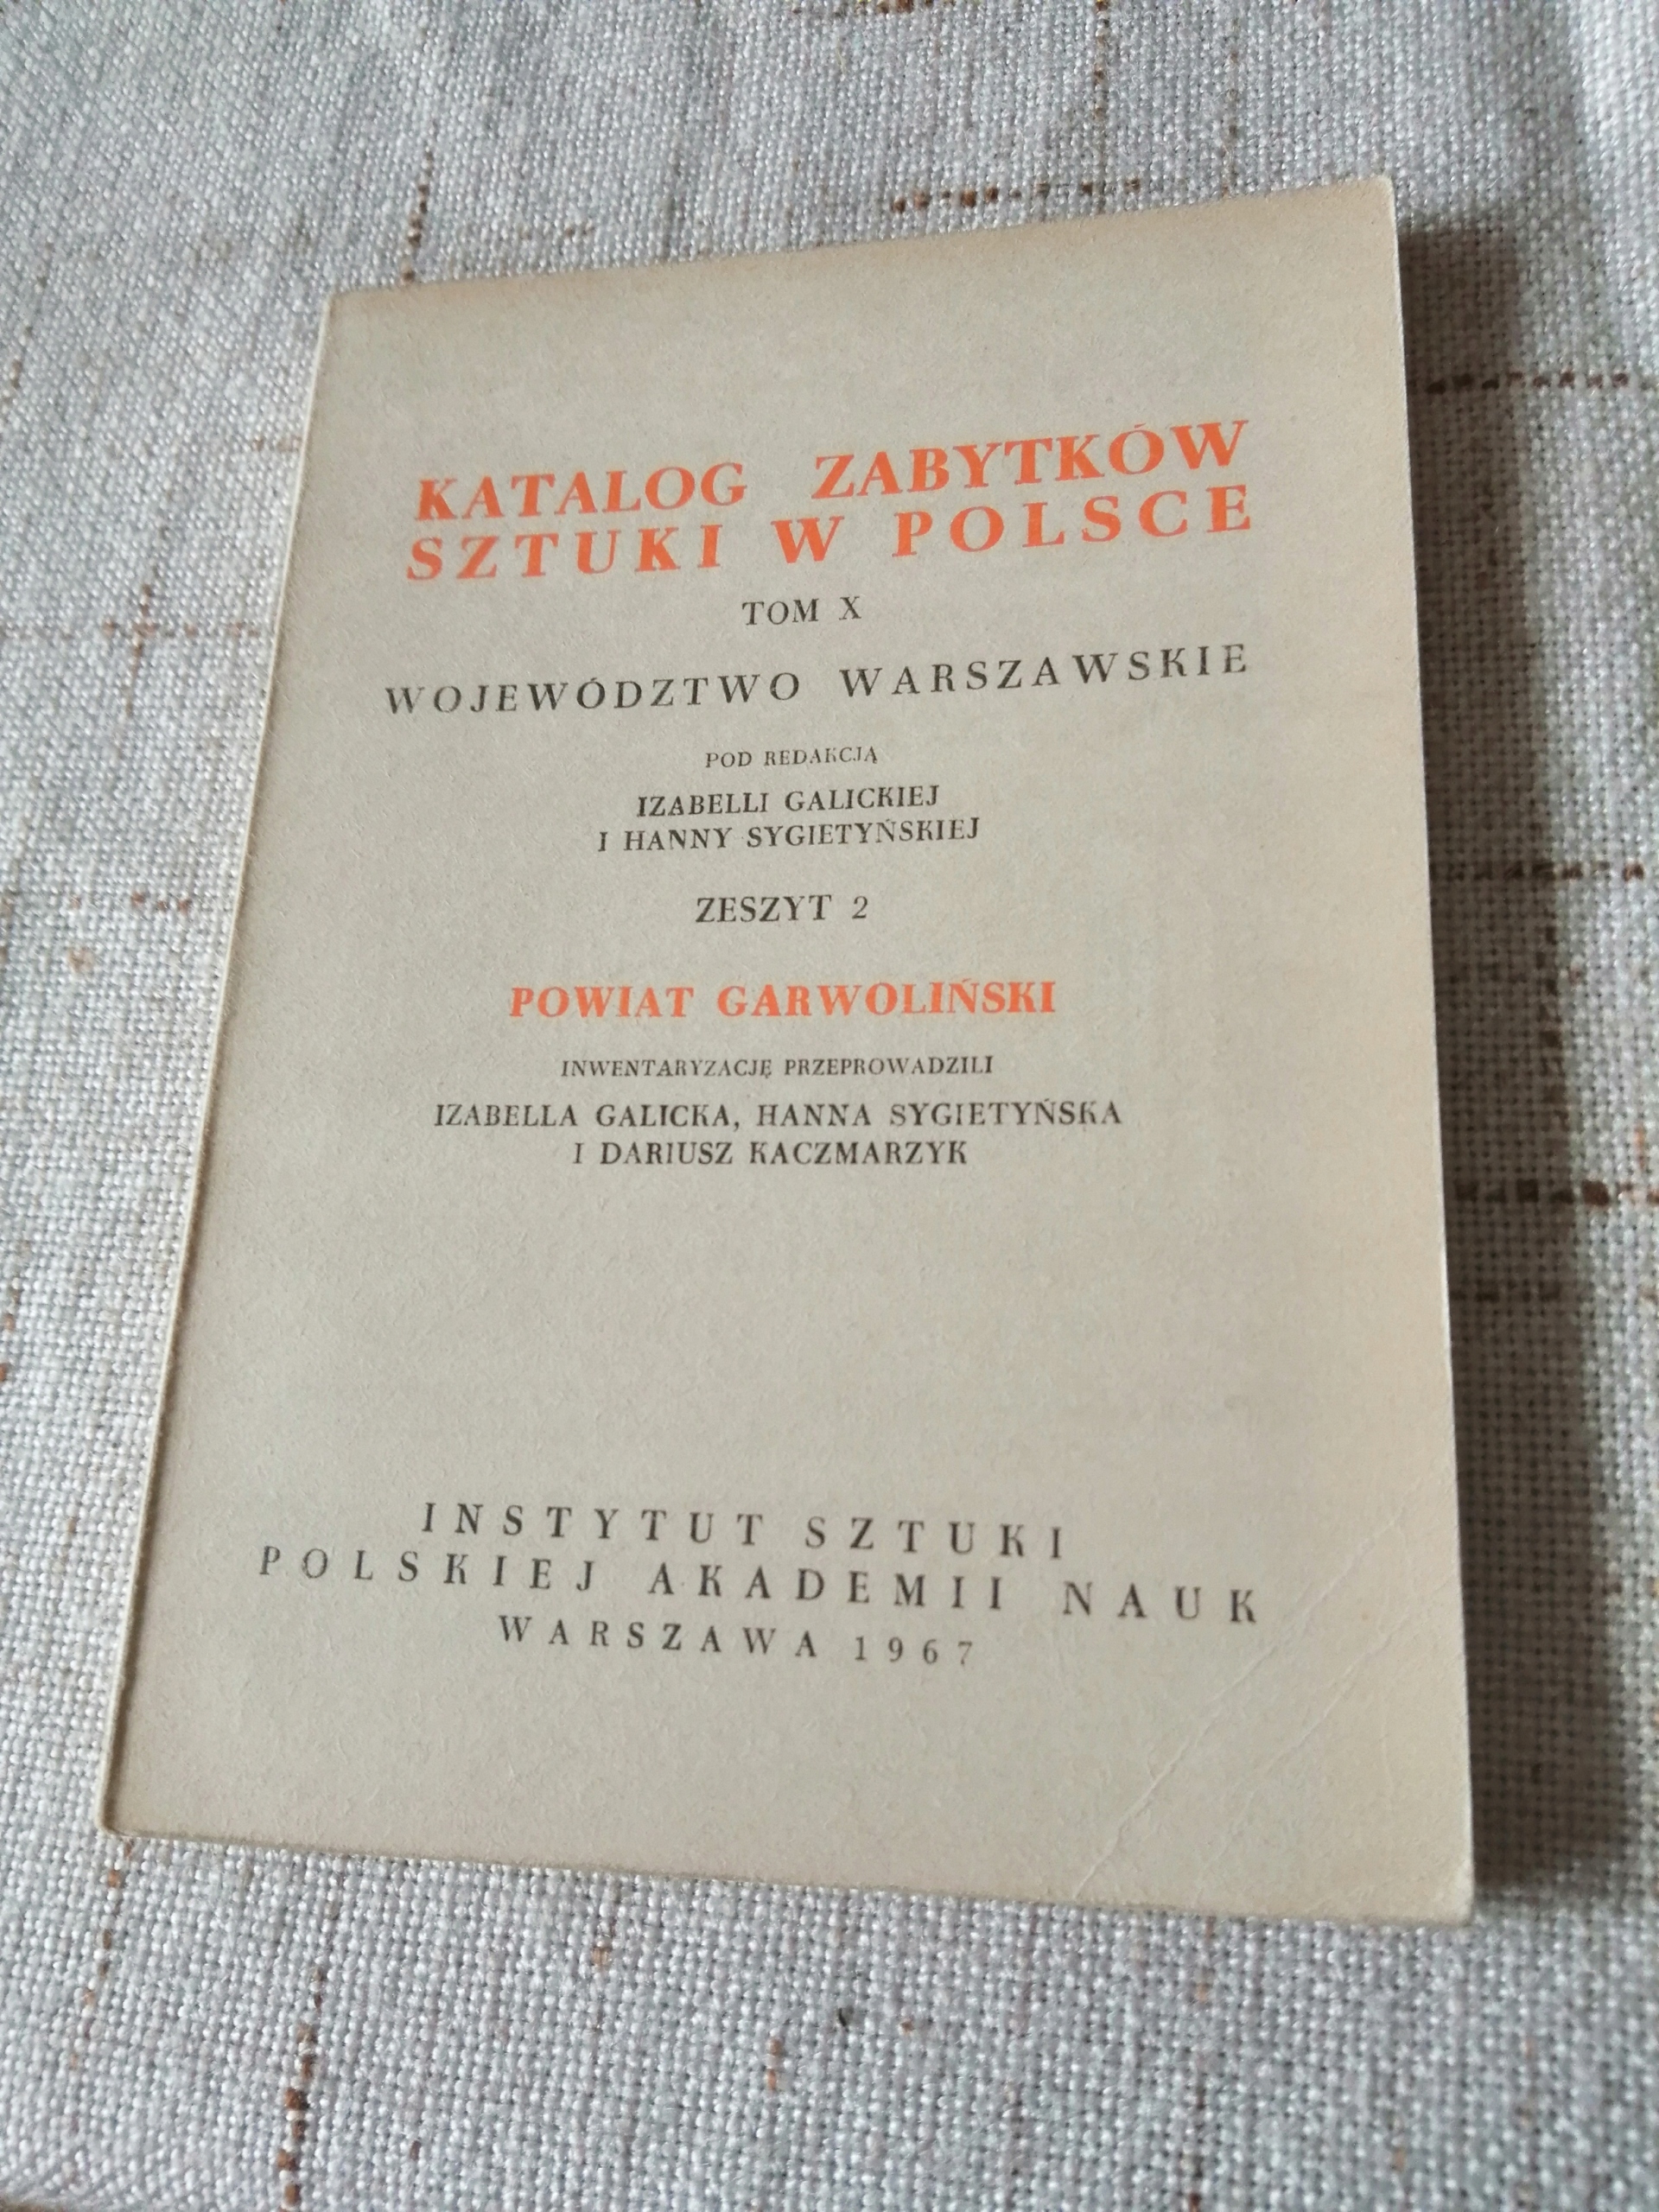 KATALOG ZABYTKÓW
SZTUKI W POLSCE
TOM X
WOJEWÓDZTWO WARSZAWSKIE
POD REDAKCJĄ
IZABELLI GALICKIEJ
I HANNY SYGIETYŃSKIEJ
ZESZYT 2
POWIAT GARWOLIŃSKI
INWENTARYZACJĘ PRZEPROWADZILI
IZABELLA GALICKA, HANNA SYGIETYŃSKA
I DARIUSZ KACZMARZYK
INSTYTUT SZTUKI
POLSKIEJ AKADEMII NAUK
WARSZAWA 1967